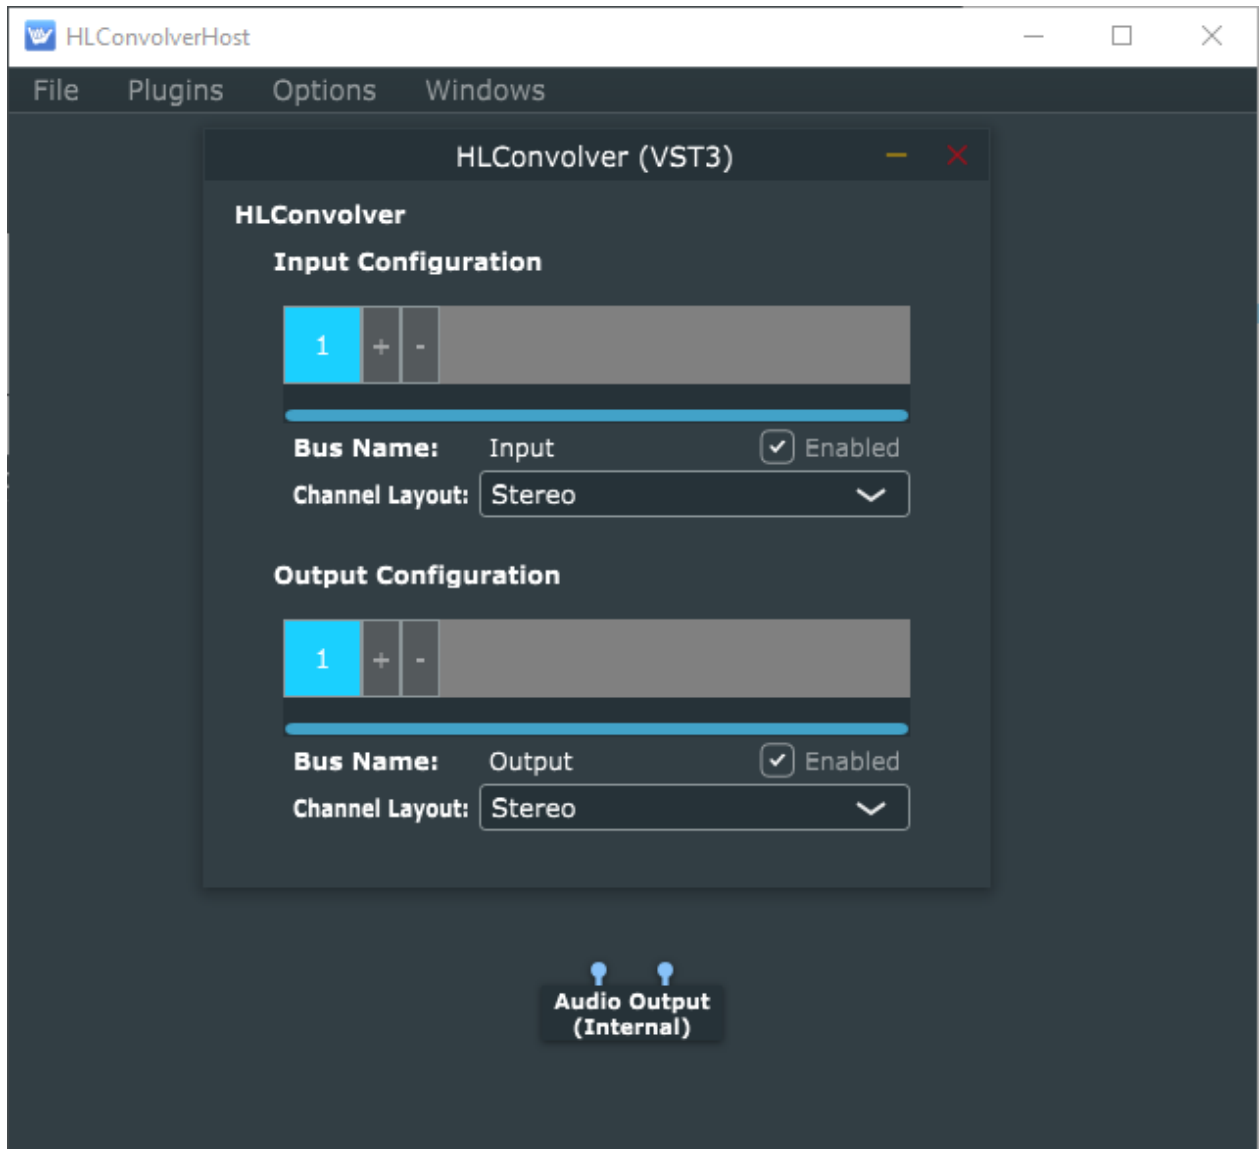 HLConvolverHost
File Plugins Options Windows
HLConvolver (VST3)
HLConvolver
Input Configuration
1 + -
Bus Name: Input Enabled
Channel Layout: Stereo
Output Configuration
1 + -
Bus Name: Output Enabled
Channel Layout: Stereo
Audio Output
(Internal)